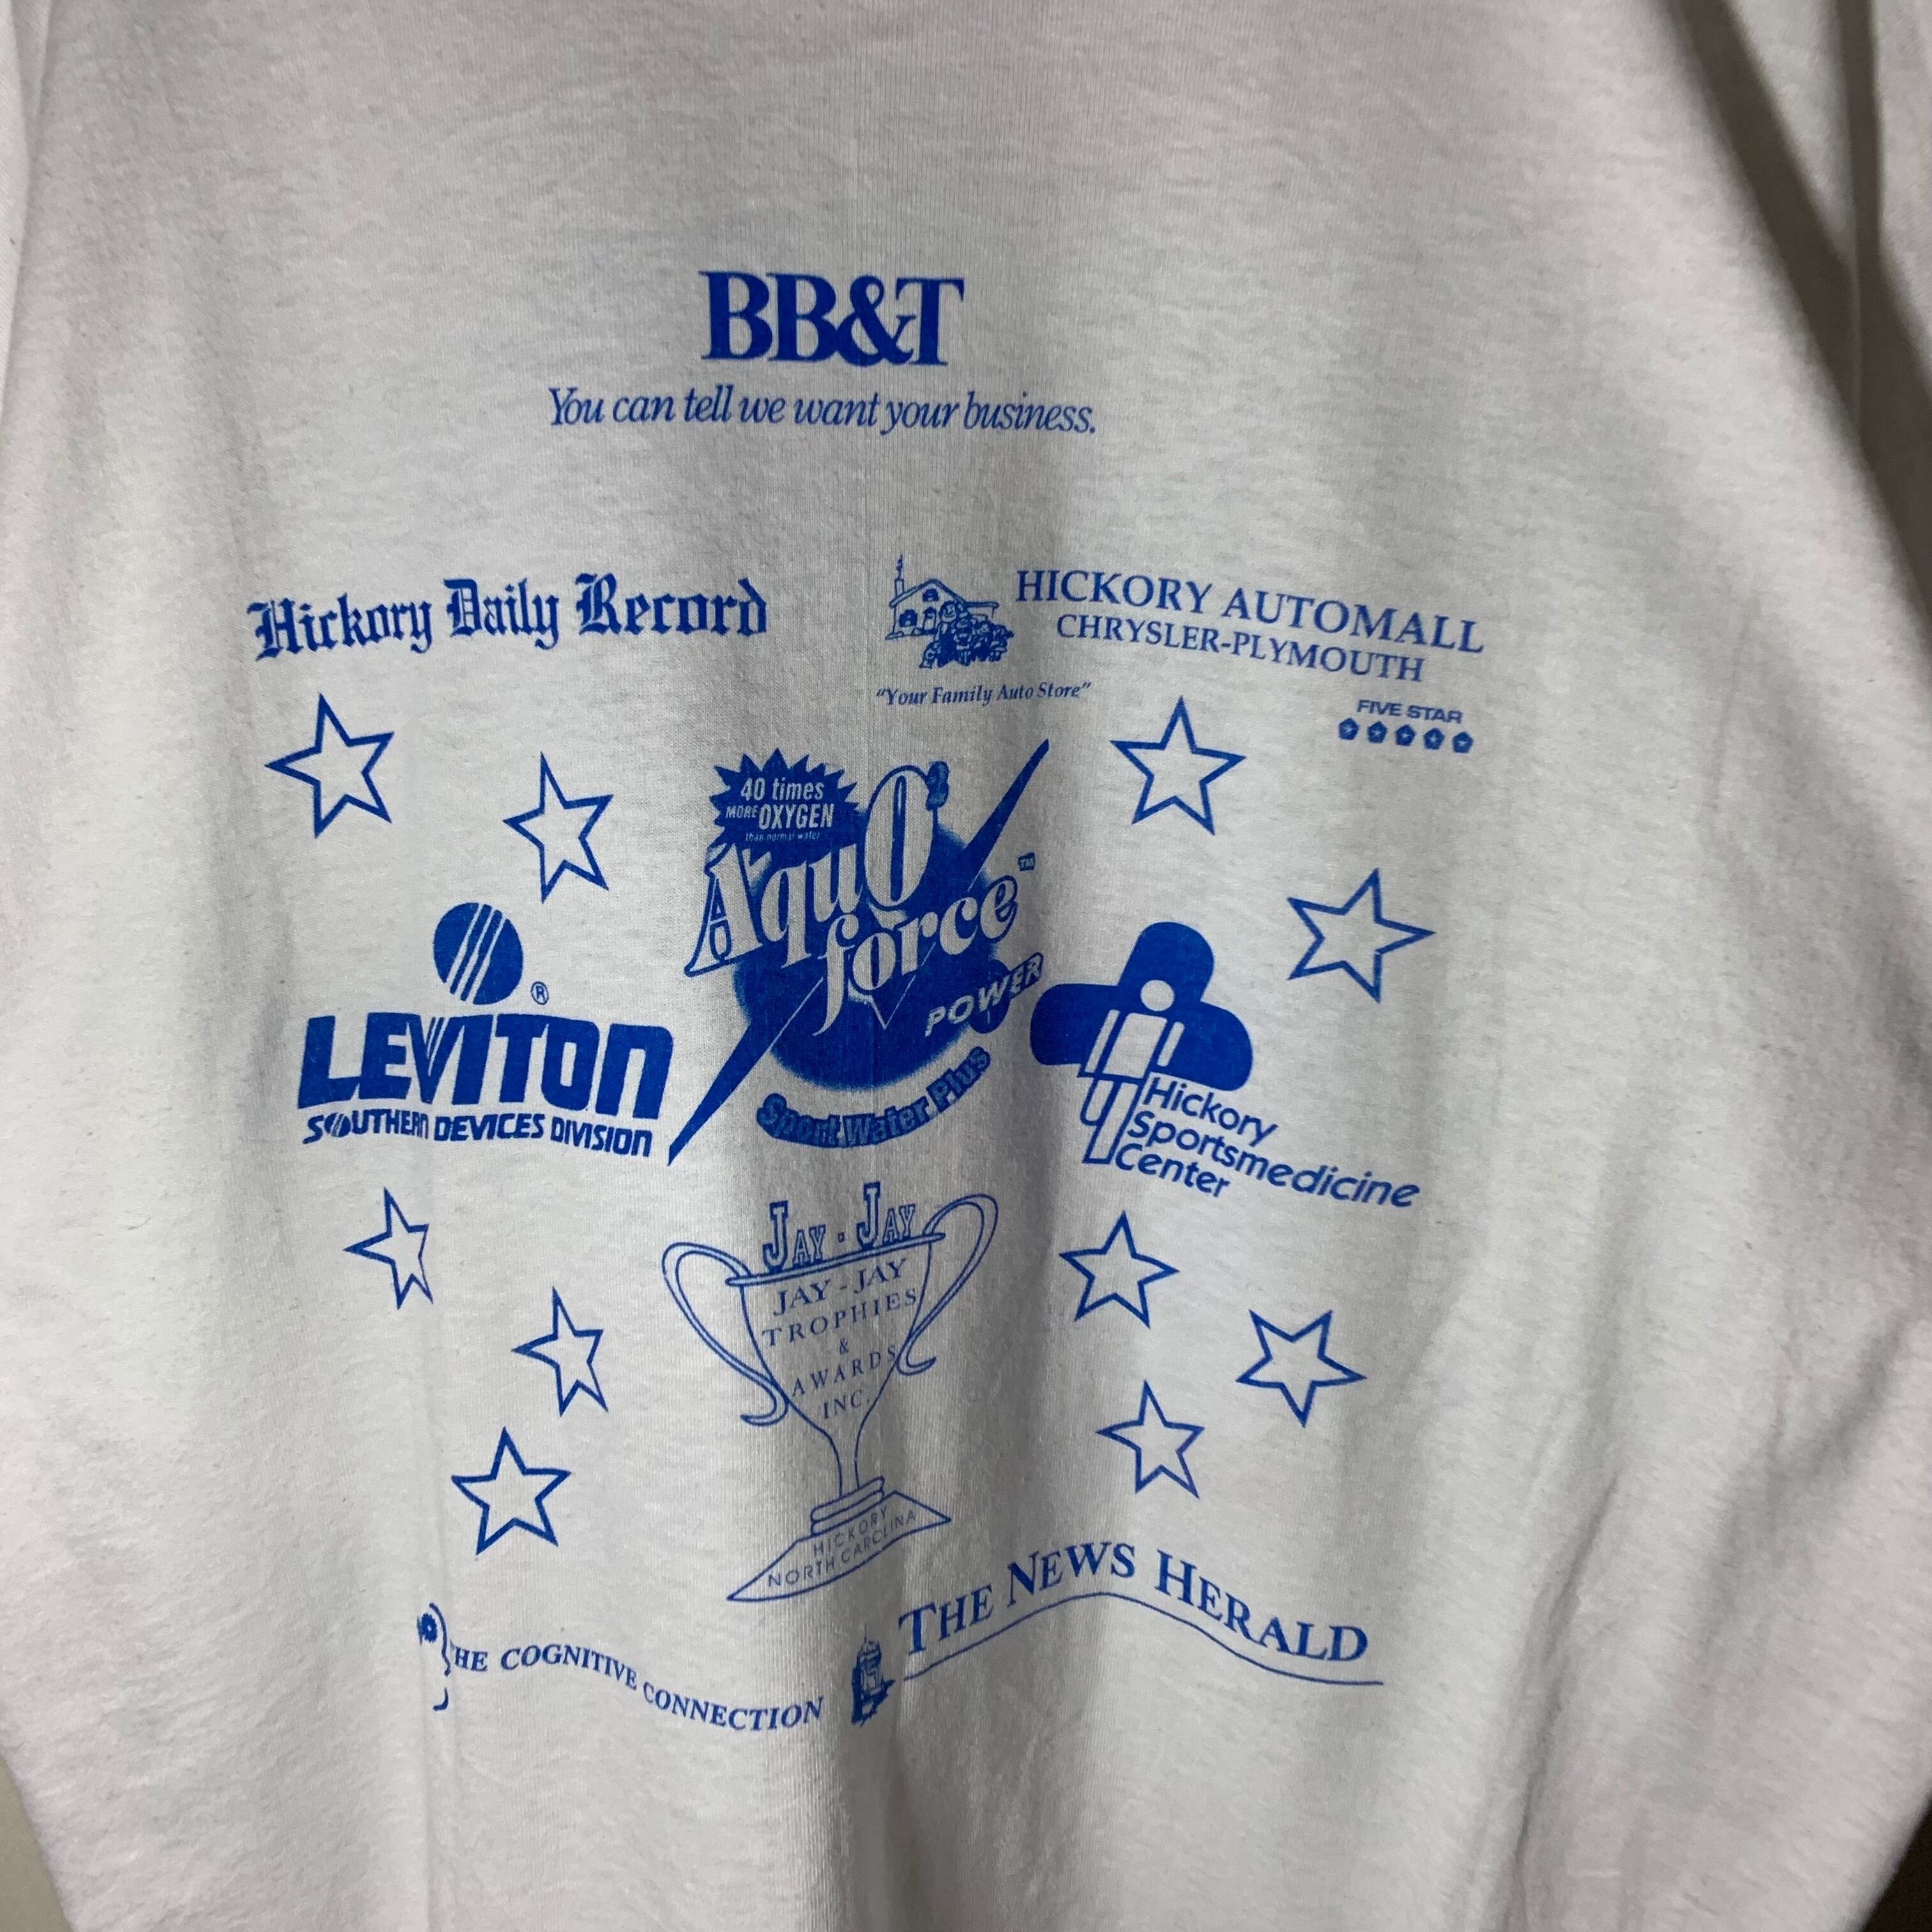 BB&T
You can tell we want your business.
Hickory Daily Record
HICKORY AUTOMALL
CHRYSLER-PLYMOUTH
"Your Family Auto Store"
FIVE STAR
40 times
MORE OXYGEN
than normal water
AquO2
force™
POWER
Sport Water Plus
LEVITON®
SOUTHERN DEVICES DIVISION
Hickory
Sportsmedicine
Center
JAY-JAY
JAY-JAY
TROPHIES
&
AWARDS
INC.
HICKORY
NORTH CAROLINA
THE COGNITIVE CONNECTION
THE NEWS HERALD